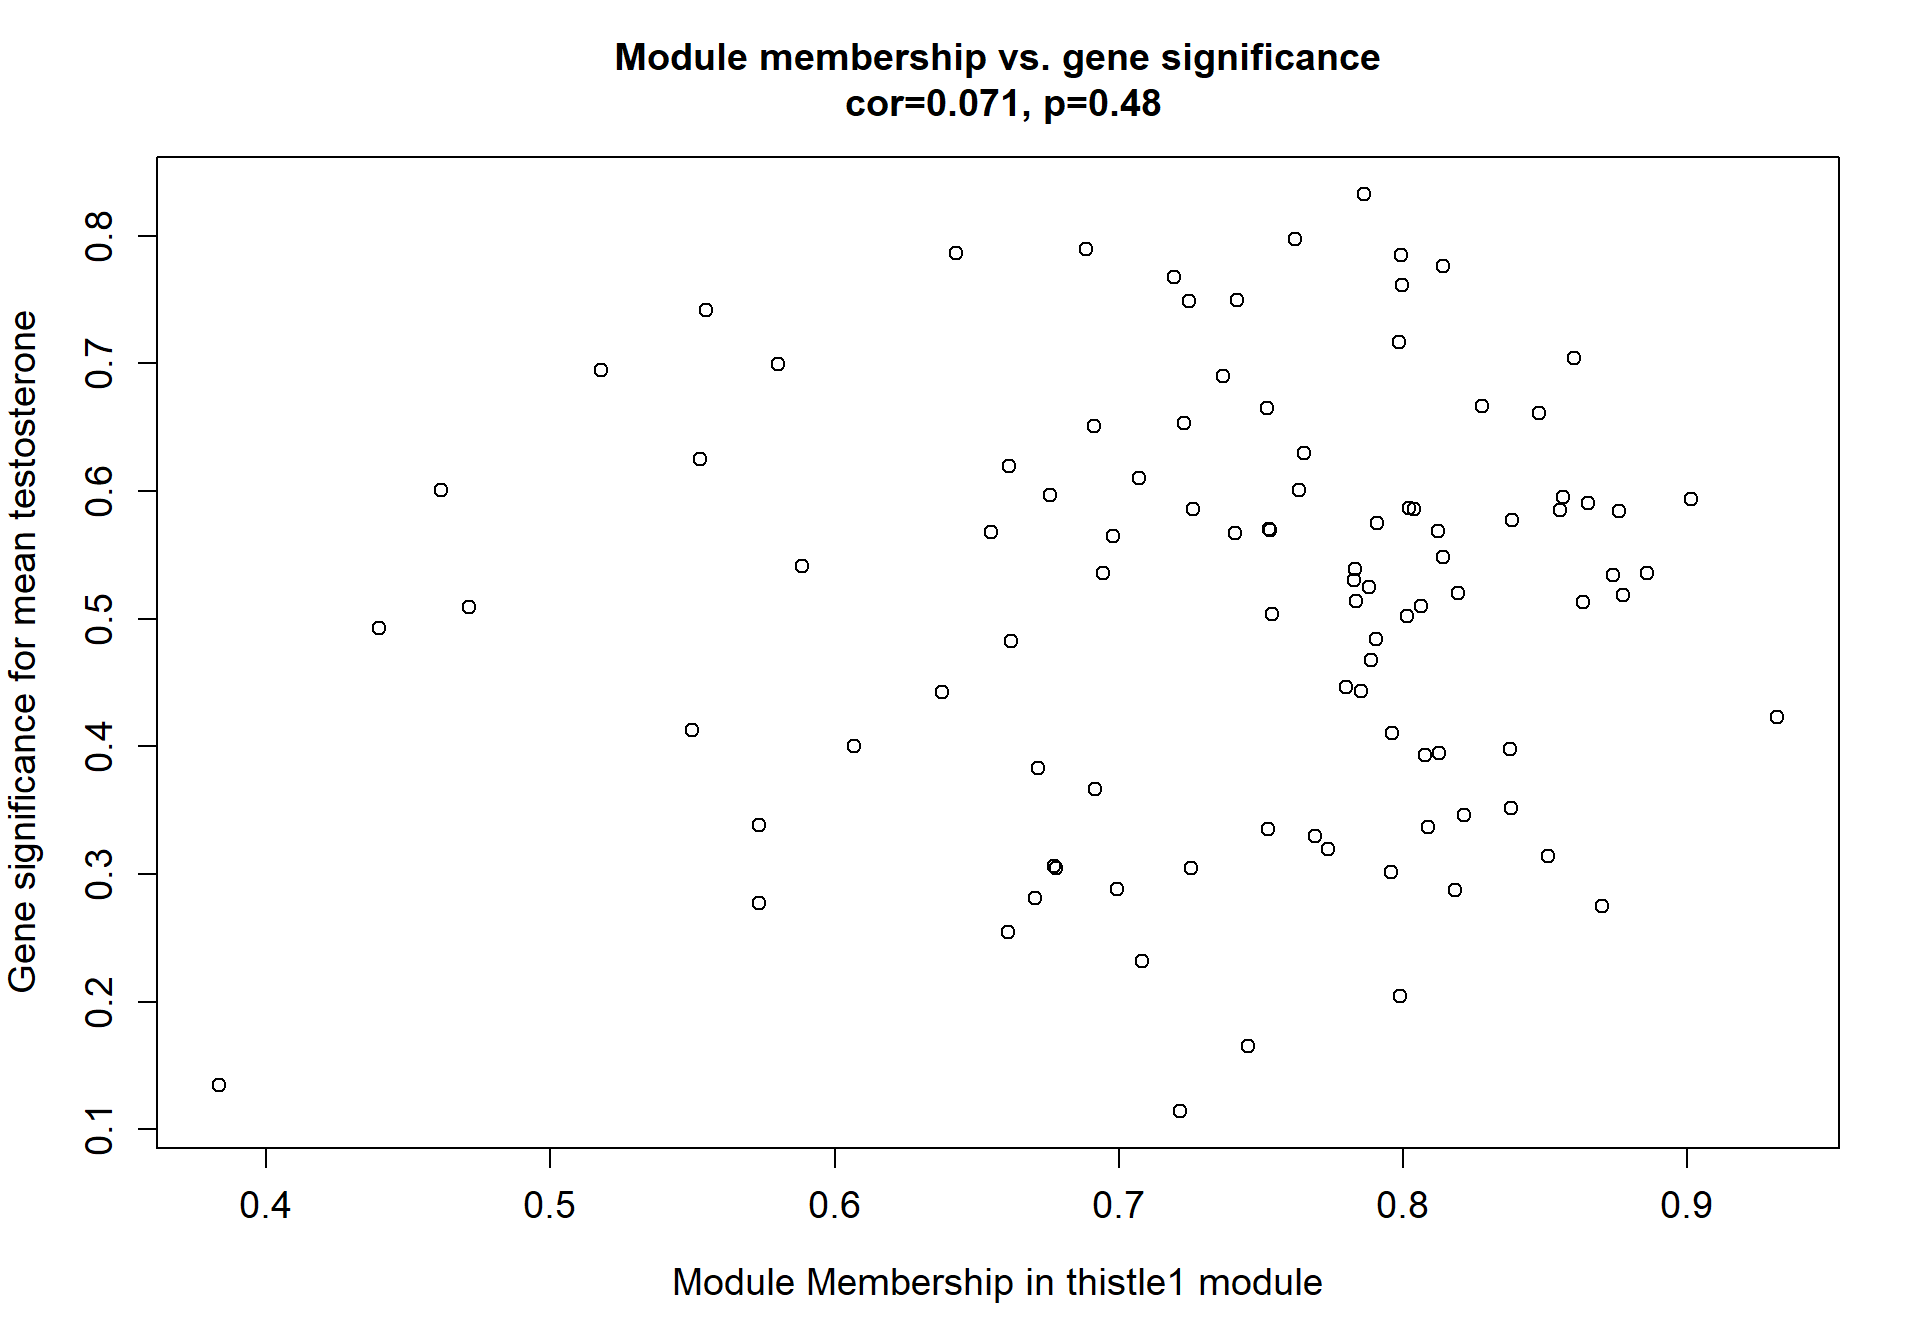 Module membership vs. gene significance
cor=0.071, p=0.48
Gene significance for mean testosterone
0.8
0.7
0.6
0.5
0.4
0.3
0.2
0.1
0.4 0.5 0.6 0.7 0.8 0.9
Module Membership in thistle1 module